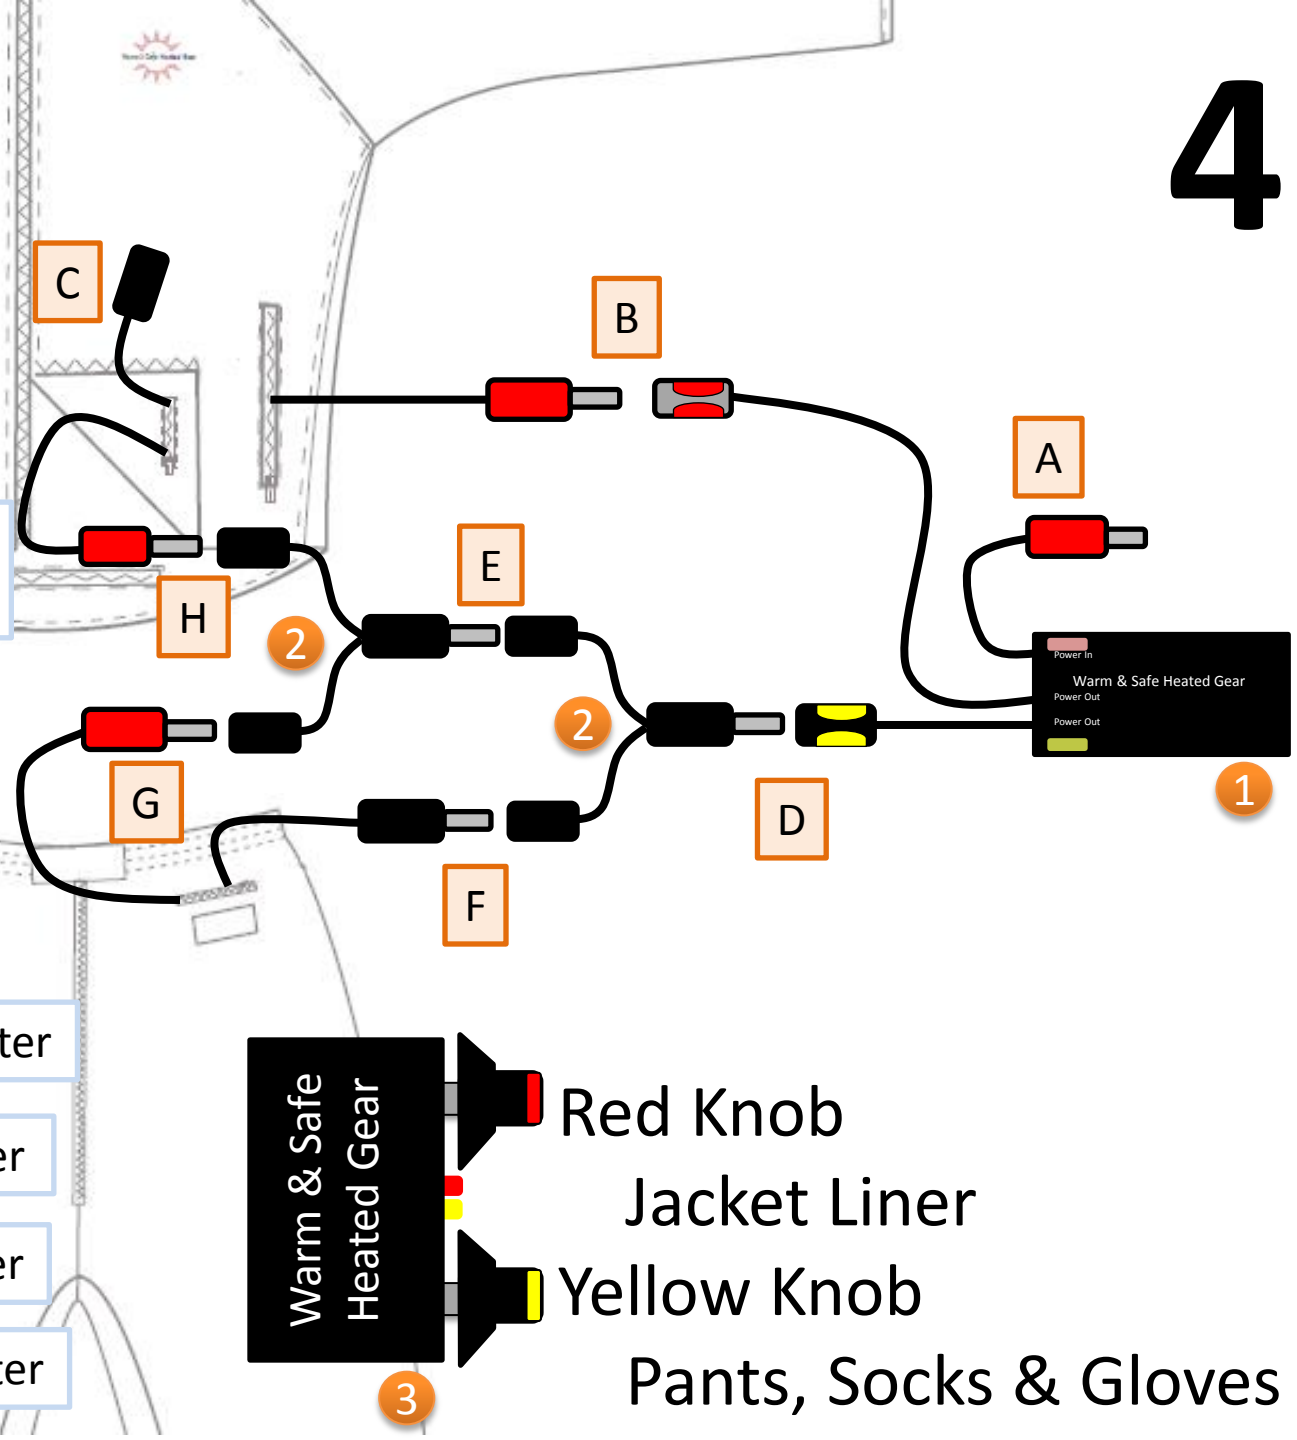 4
C
B
A
E
H
2
Power In
Warm & Safe Heated Gear
Power Out
Power Out
2
1
G
D
F
ter
er
er
ter
Warm & Safe
Heated Gear
Red Knob
Jacket Liner
Yellow Knob
Pants, Socks & Gloves
3